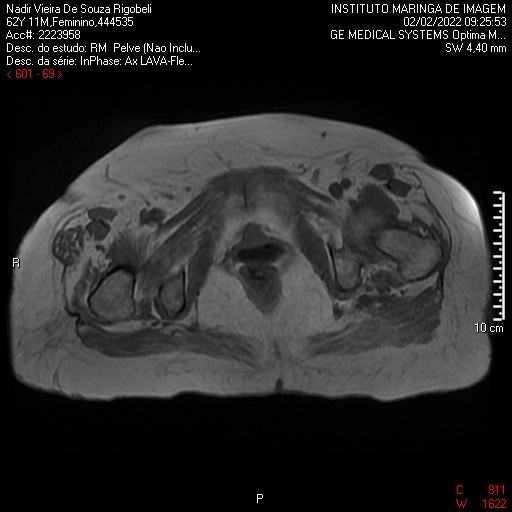 Nadir Vieira De Souza Rigobeli
62Y 11M,Feminino,444535
Acc#: 2223958
Desc. do estudo: RM Pelve (Nao Inclu...
Desc. da série: InPhase: Ax LAVA-Fle...
< 601 - 69 >
INSTITUTO MARINGA DE IMAGEM
02/02/2022 09:25:53
GE MEDICAL SYSTEMS Optima M...
SW 4,40 mm
R
10 cm
P
C 811
W 1622